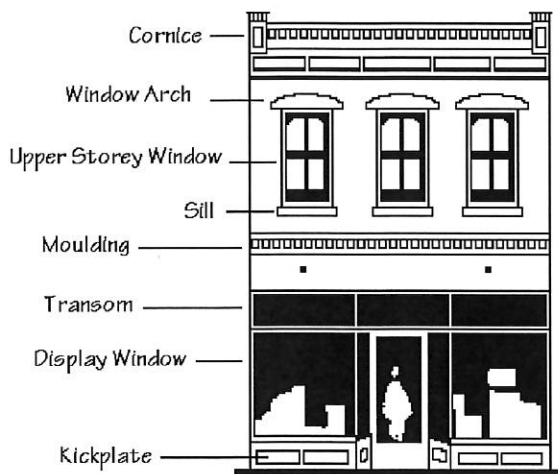 Cornice
Window Arch
Upper Storey Window
Sill
Moulding
Transom
Display Window
Kickplate